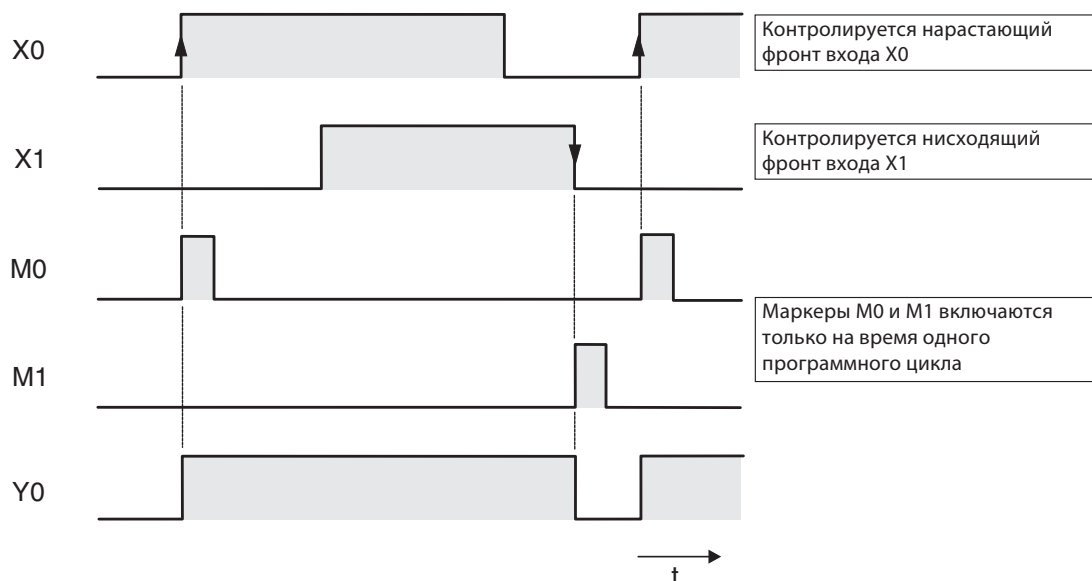 X0
Контролируется нарастающий
фронт входа X0
X1
Контролируется нисходящий
фронт входа X1
M0
Маркеры M0 и M1 включаются
только на время одного
программного цикла
M1
Y0
t